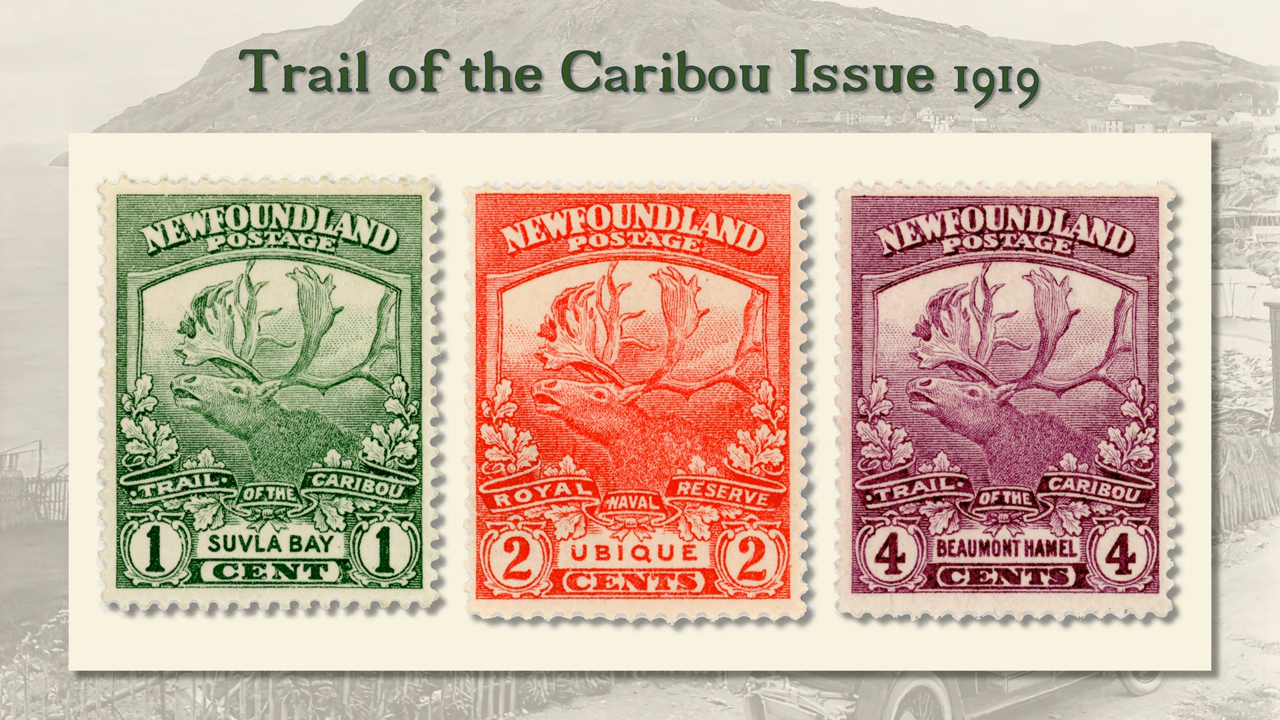 Trail of the Caribou Issue 1919
NEWFOUNDLAND
POSTAGE
·TRAIL· OF THE CARIBOU
1 SUVLA BAY 1
CENT
NEWFOUNDLAND
POSTAGE
ROYAL NAVAL RESERVE
2 UBIQUE 2
CENTS
NEWFOUNDLAND
POSTAGE
·TRAIL· OF THE CARIBOU
4 BEAUMONT HAMEL 4
CENTS